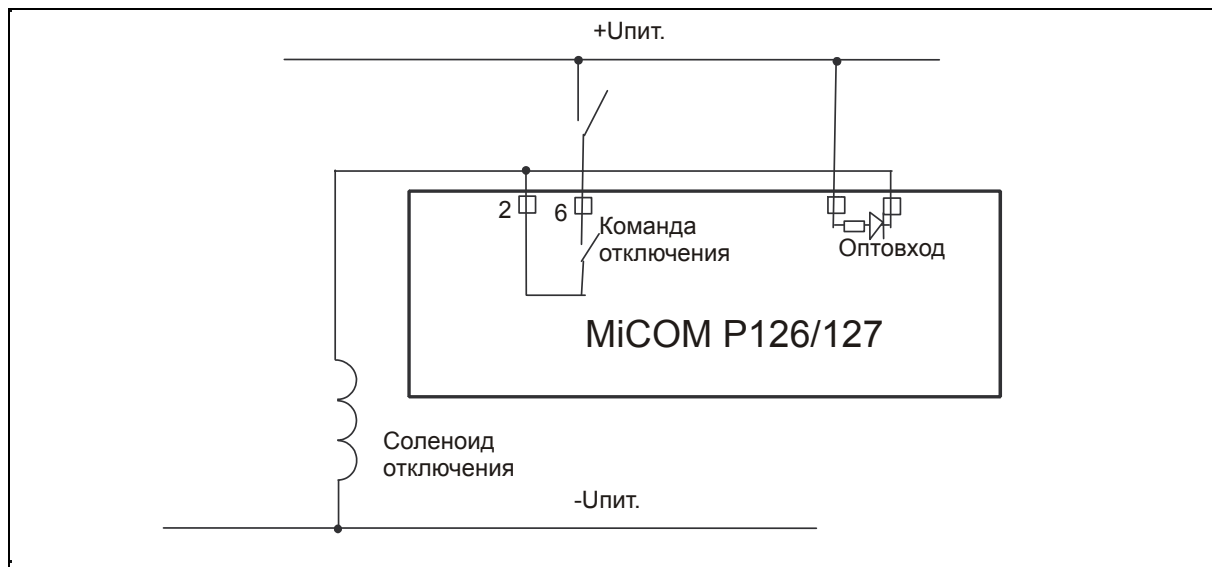 +Uпит.
2
6
Команда
отключения
Оптовход
MiCOM P126/127
Соленоид
отключения
-Uпит.